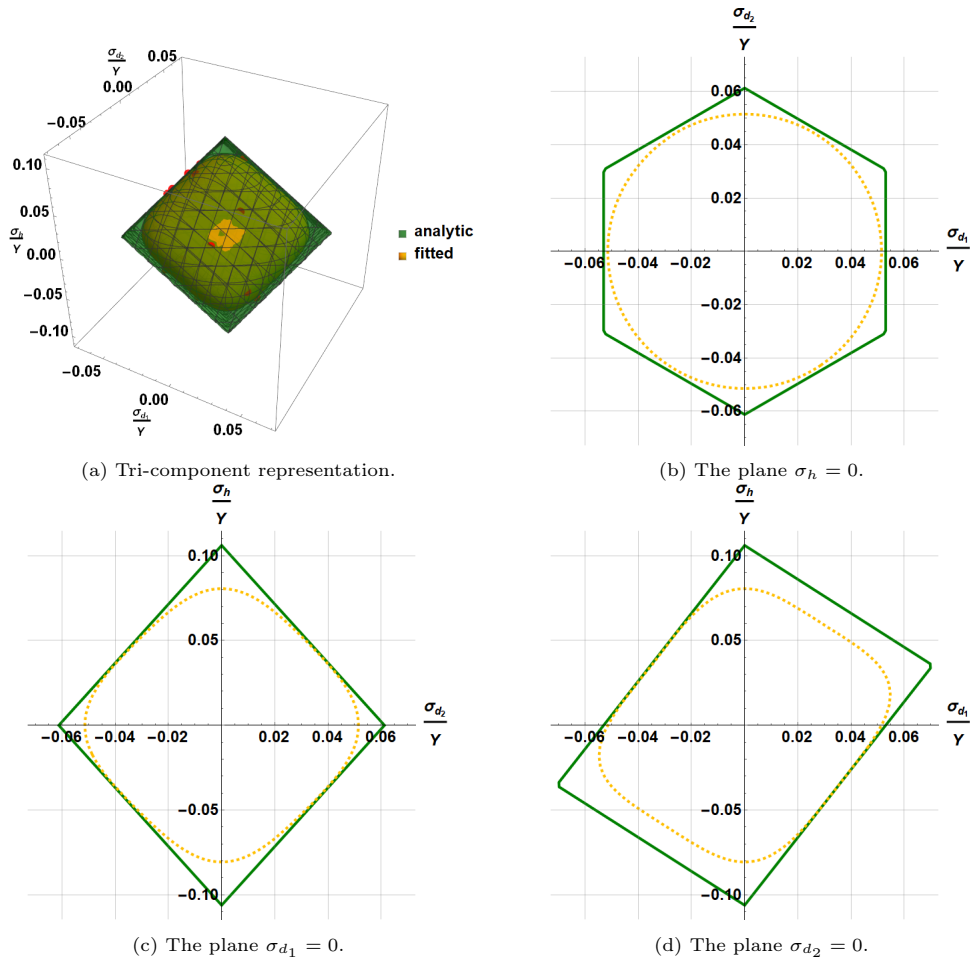 σd₂/Y
0.05
0.00
−0.05
0.10
0.05
σh/Y
0.00
−0.05
−0.10
−0.05
0.00
σd₁/Y
0.05
analytic
fitted
(a) Tri-component representation.
σd₂/Y
0.06
0.04
0.02
−0.06 −0.04 −0.02 0.02 0.04 0.06
σd₁/Y
−0.02
−0.04
−0.06
(b) The plane σh = 0.
σh/Y
0.10
0.05
σd₂/Y
−0.06 −0.04 −0.02 0.02 0.04 0.06
−0.05
−0.10
(c) The plane σd₁ = 0.
σh/Y
0.10
0.05
σd₁/Y
−0.06 −0.04 −0.02 0.02 0.04 0.06
−0.05
−0.10
(d) The plane σd₂ = 0.